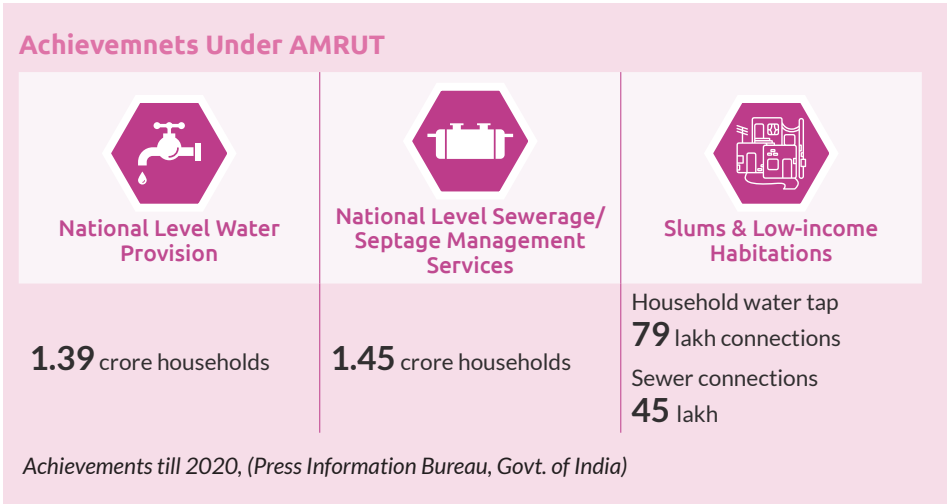 Achievemnets Under AMRUT
National Level Water
Provision
National Level Sewerage/
Septage Management
Services
Slums & Low-income
Habitations
1.39 crore households
1.45 crore households
Household water tap
79 lakh connections
Sewer connections
45 lakh
Achievements till 2020, (Press Information Bureau, Govt. of India)